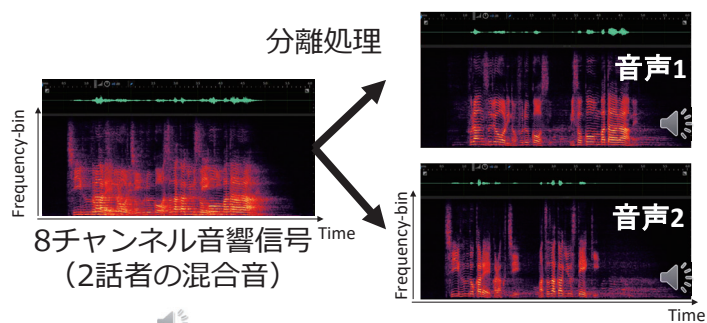 分離処理
音声1
Frequency-bin
Time
8チャンネル音響信号
（2話者の混合音）
音声2
Frequency-bin
Time